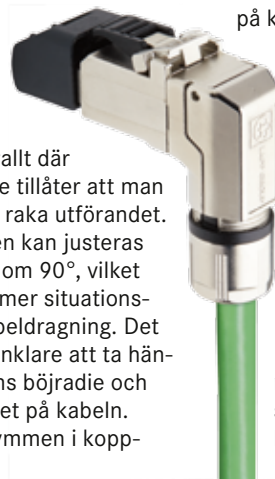 på k
allt där
e tillåter att man
raka utförandet.
en kan justeras
om 90°, vilket
mer situations-
beldragning. Det
nklare att ta hän-
ns böjradie och
et på kabeln.
ymmen i kopp-